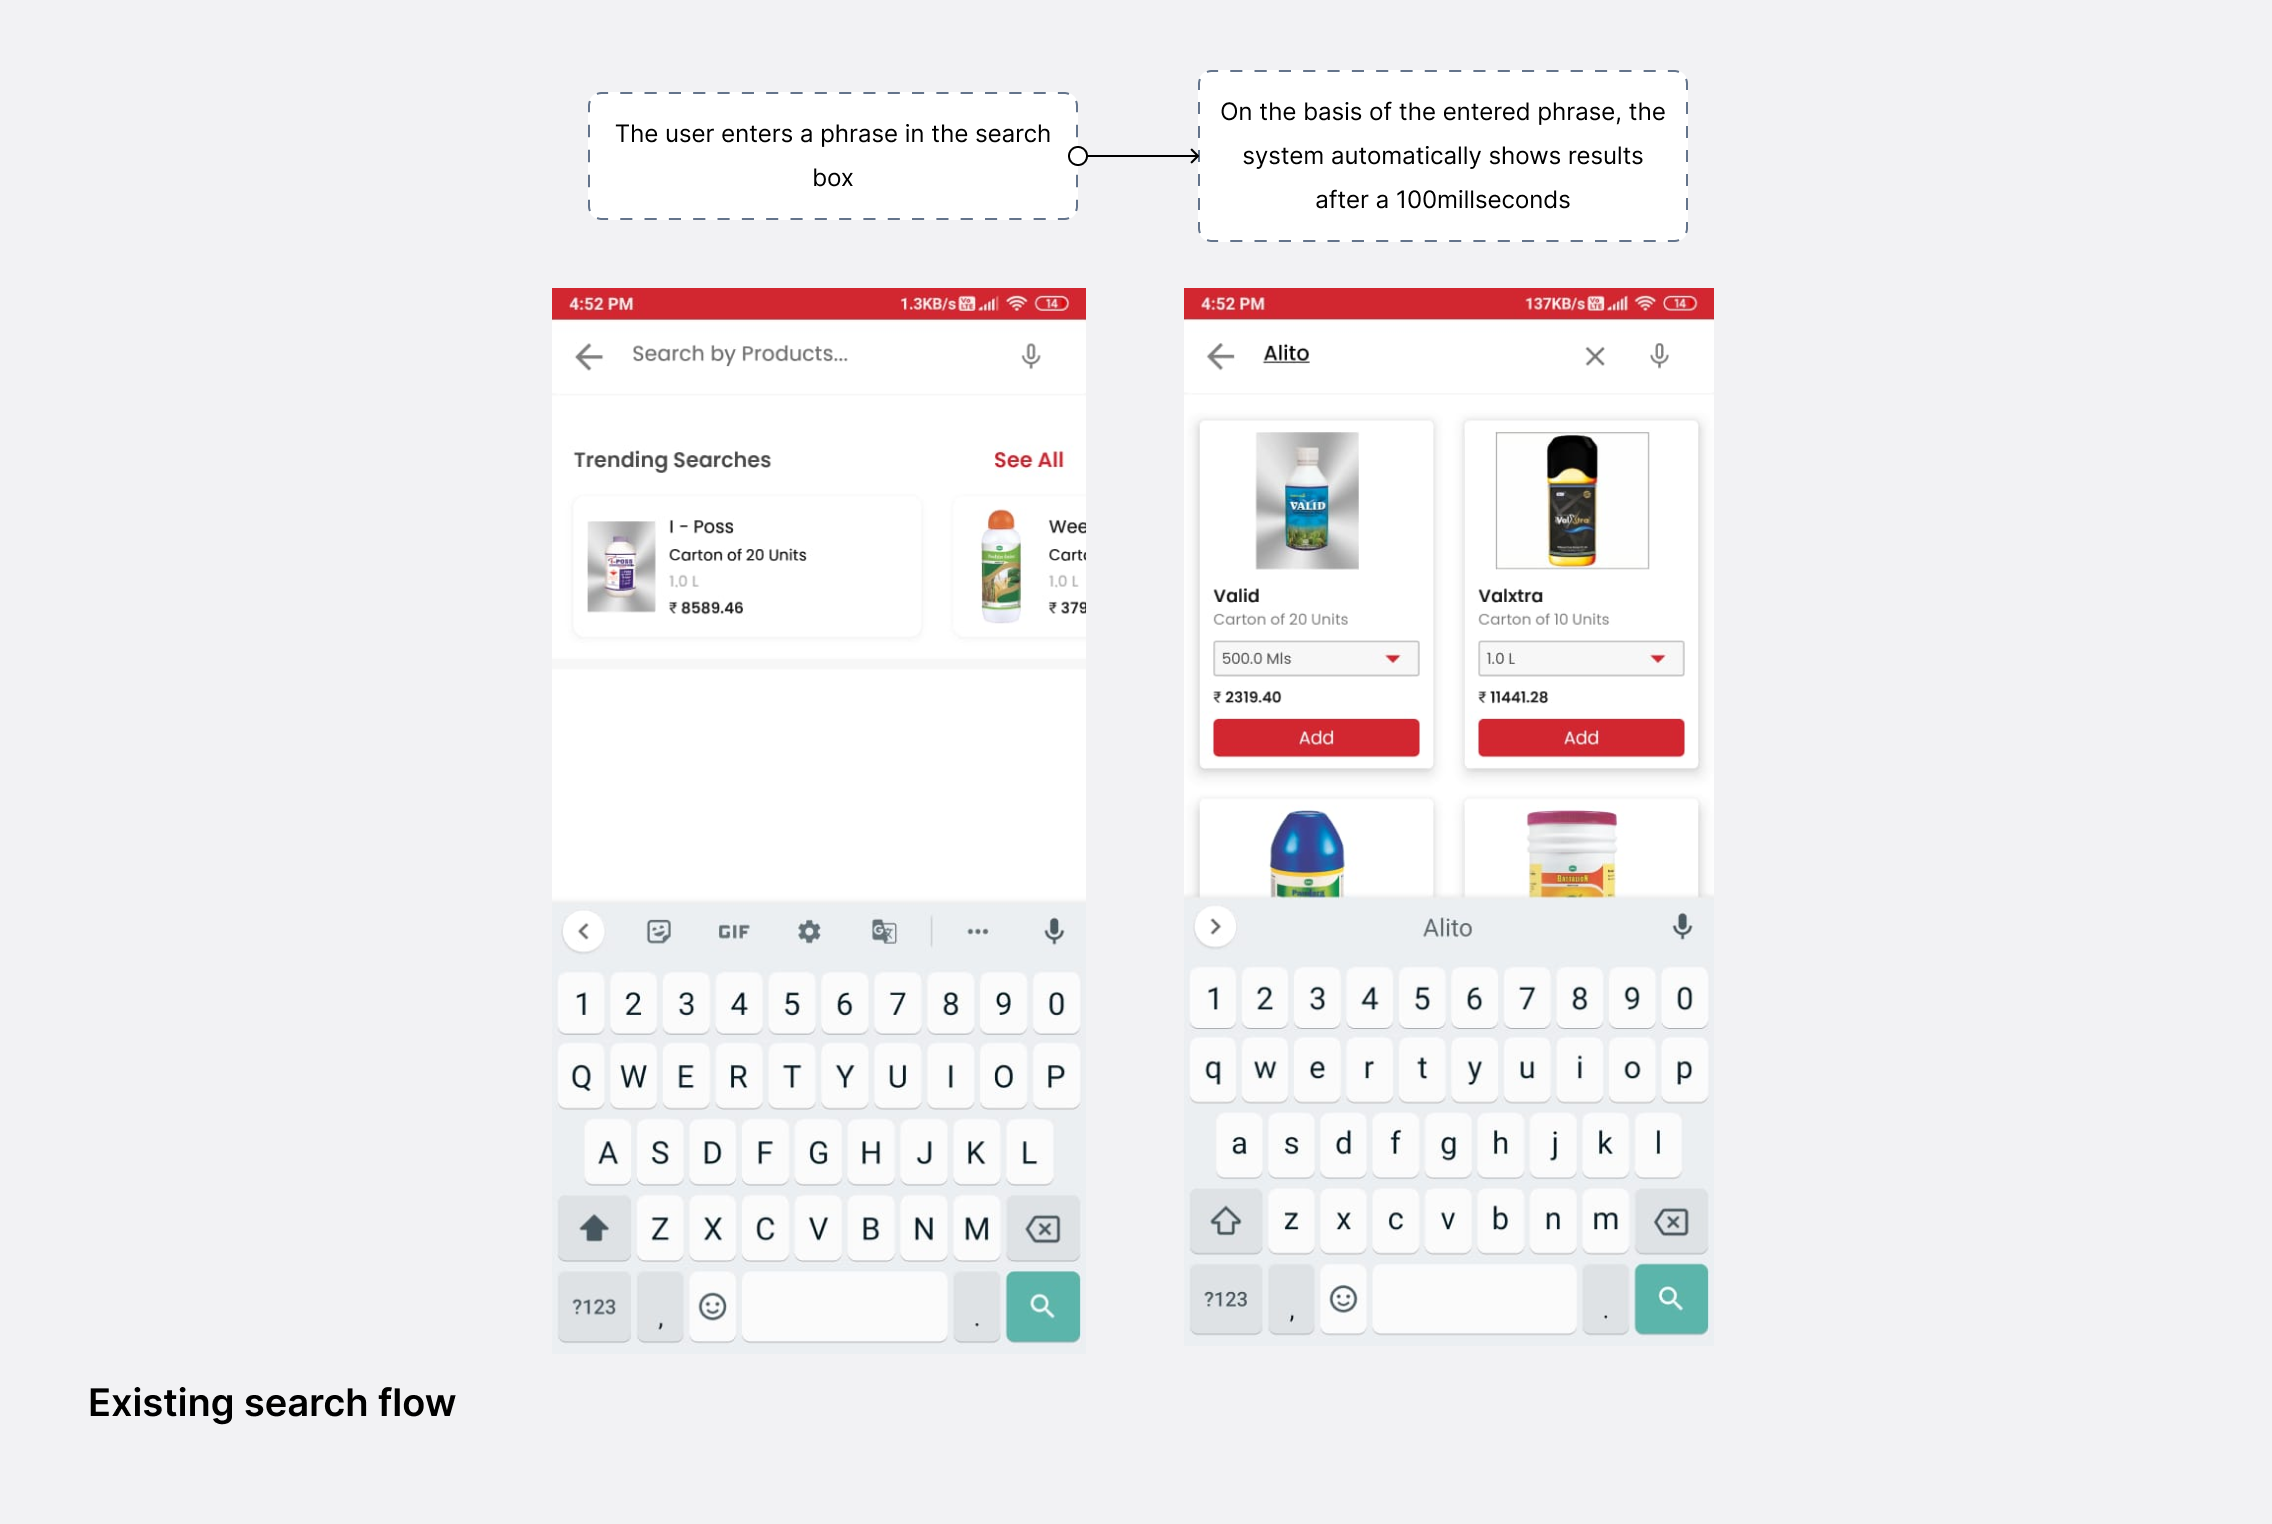 The user enters a phrase in the search
box
On the basis of the entered phrase, the
system automatically shows results
after a 100millseconds
4:52 PM
1.3KB/s
14
Search by Products...
Trending Searches
See All
I - Poss
Carton of 20 Units
1.0 L
₹ 8589.46
Wee
Carto
1.0 L
₹ 379
GIF
1 2 3 4 5 6 7 8 9 0
Q W E R T Y U I O P
A S D F G H J K L
Z X C V B N M
?123 , .
4:52 PM
137KB/s
14
Alito
VALID
Valid
Carton of 20 Units
500.0 Mls
₹ 2319.40
Add
Valxtra
Valxtra
Carton of 10 Units
1.0 L
₹ 11441.28
Add
Alito
1 2 3 4 5 6 7 8 9 0
q w e r t y u i o p
a s d f g h j k l
z x c v b n m
?123 , .
Existing search flow